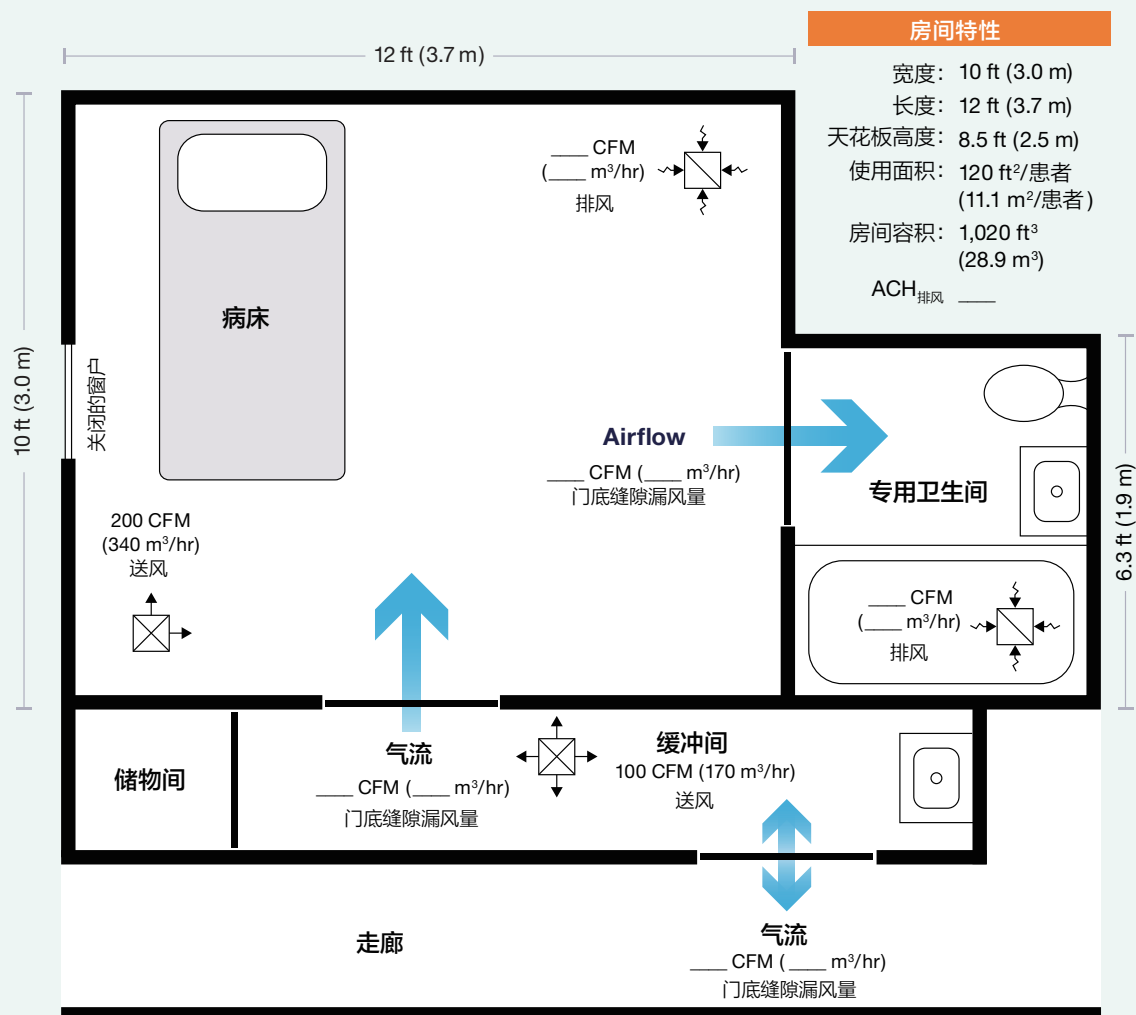 房间特性
宽度： 10 ft (3.0 m)
长度： 12 ft (3.7 m)
天花板高度： 8.5 ft (2.5 m)
使用面积： 120 ft²/患者
(11.1 m²/患者)
房间容积： 1,020 ft³
(28.9 m³)
ACH排风 ____
12 ft (3.7 m)
10 ft (3.0 m)
____ CFM
(____ m³/hr)
排风
病床
关闭的窗户
Airflow
____ CFM (____ m³/hr)
门底缝隙漏风量
专用卫生间
6.3 ft (1.9 m)
200 CFM
(340 m³/hr)
送风
____ CFM
(____ m³/hr)
排风
储物间
气流
____ CFM (____ m³/hr)
门底缝隙漏风量
缓冲间
100 CFM (170 m³/hr)
送风
走廊
气流
____ CFM ( ____ m³/hr)
门底缝隙漏风量